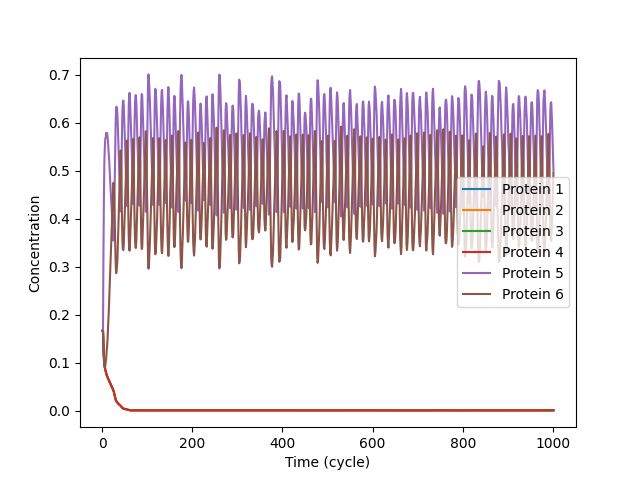 0.7
0.6
0.5
0.4
0.3
0.2
0.1
0.0
Concentration
0
200
400
600
800
1000
Time (cycle)
Protein 1
Protein 2
Protein 3
Protein 4
Protein 5
Protein 6